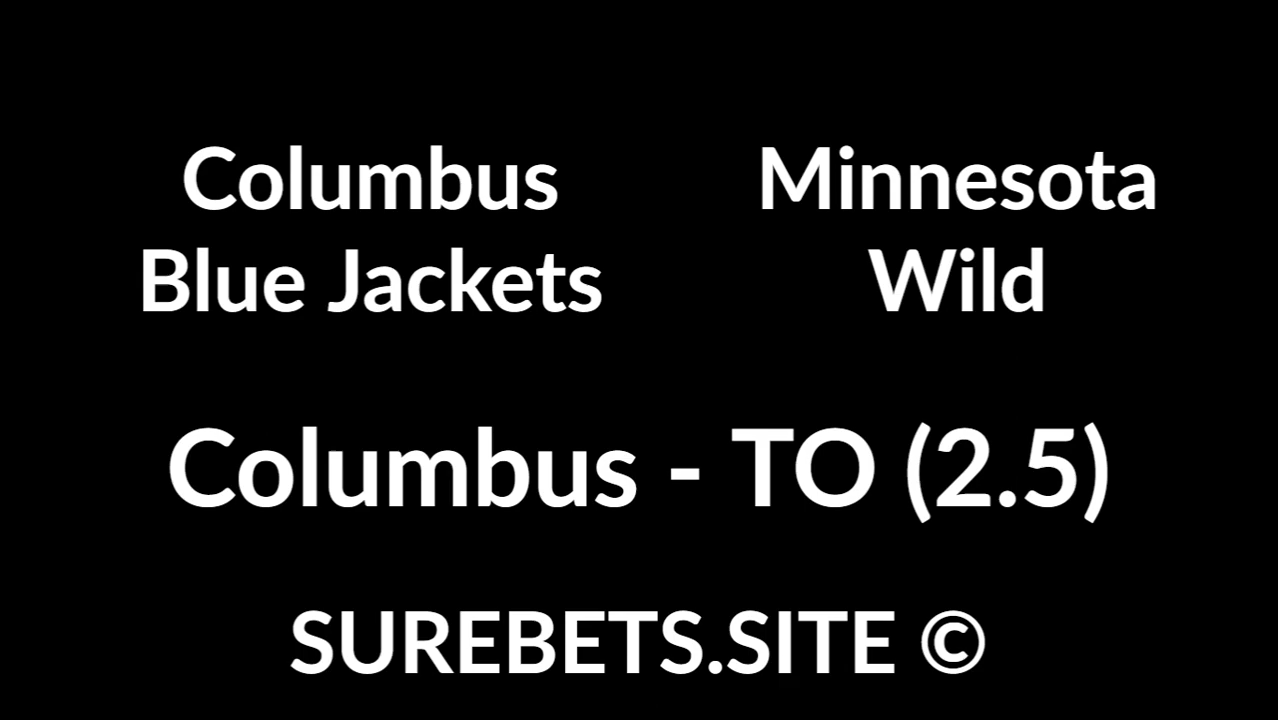 Columbus
Blue Jackets
Minnesota
Wild
Columbus - TO (2.5)
SUREBETS.SITE ©